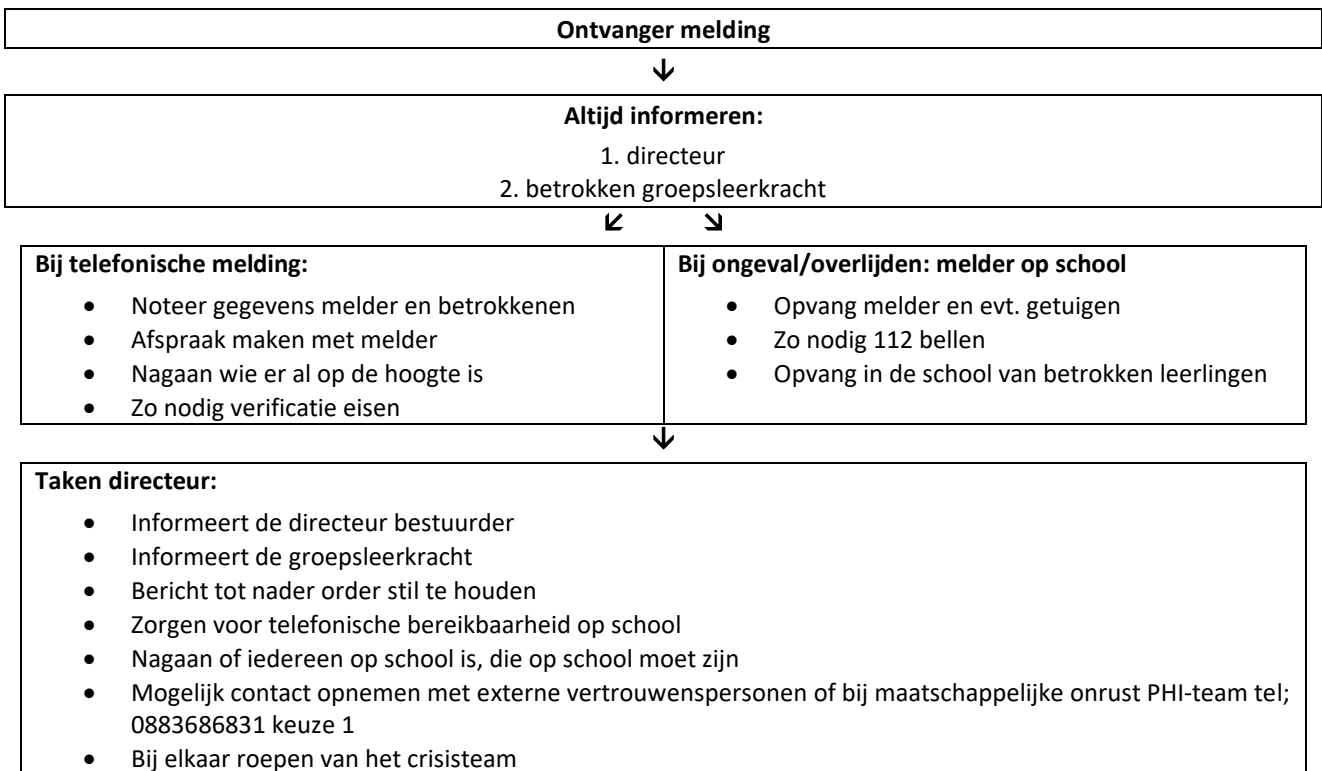 Ontvanger melding
🡻
Altijd informeren:
1. directeur
2. betrokken groepsleerkracht
🡿 🡾
Bij telefonische melding:
• Noteer gegevens melder en betrokkenen
• Afspraak maken met melder
• Nagaan wie er al op de hoogte is
• Zo nodig verificatie eisen
Bij ongeval/overlijden: melder op school
• Opvang melder en evt. getuigen
• Zo nodig 112 bellen
• Opvang in de school van betrokken leerlingen
🡻
Taken directeur:
• Informeert de directeur bestuurder
• Informeert de groepsleerkracht
• Bericht tot nader order stil te houden
• Zorgen voor telefonische bereikbaarheid op school
• Nagaan of iedereen op school is, die op school moet zijn
• Mogelijk contact opnemen met externe vertrouwenspersonen of bij maatschappelijke onrust PHI-team tel;
0883686831 keuze 1
• Bij elkaar roepen van het crisisteam